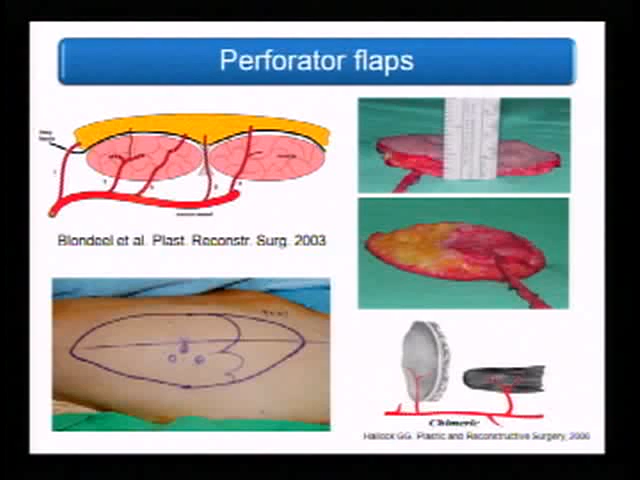 Perforator flaps
Blondeel et al. Plast. Reconstr. Surg. 2003
Chimeric
Hallock GG. Plastic and Reconstructive Surgery, 2006